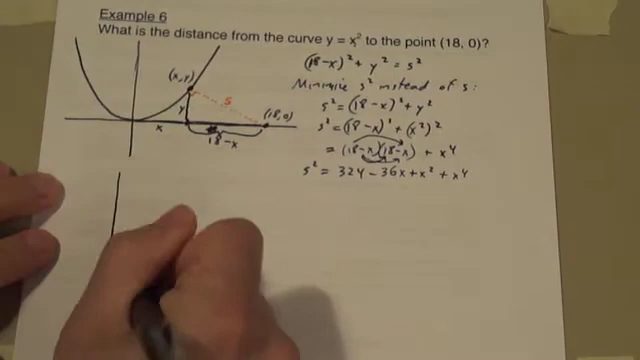 Example 6
What is the distance from the curve y = x² to the point (18, 0)?
(18-x)² + y² = s²
(x,y)
Minimize s² instead of s:
s
s² = (18-x)² + y²
y
(18,0)
s² = (18-x)² + (x²)²
x
18-x
= (18-x)(18-x) + x⁴
s² = 324 - 36x + x² + x⁴